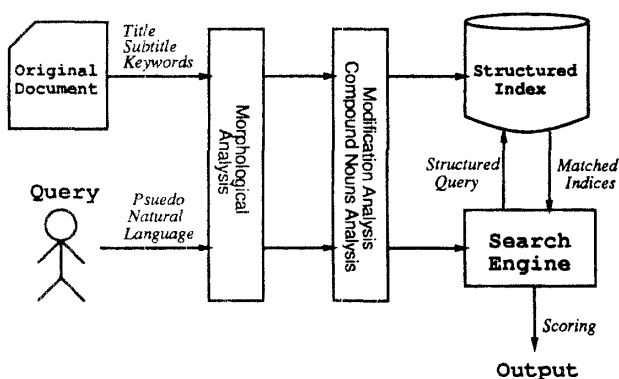 Original
Document
Title
Subtitle
Keywords
Morphological
Analysis
Modification Analysis
Compound Nouns Analysis
Structured
Index
Query
Psuedo
Natural
Language
Structured
Query
Matched
Indices
Search
Engine
Scoring
Output